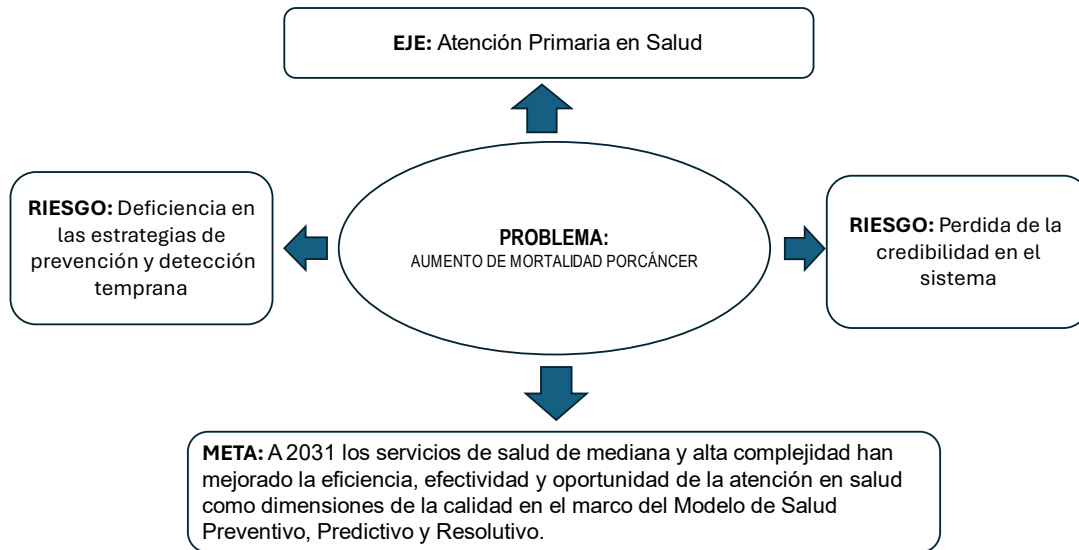 EJE: Atención Primaria en Salud
RIESGO: Deficiencia en
las estrategias de
prevención y detección
temprana
PROBLEMA:
AUMENTO DE MORTALIDAD PORCÁNCER
RIESGO: Perdida de la
credibilidad en el
sistema
META: A 2031 los servicios de salud de mediana y alta complejidad han
mejorado la eficiencia, efectividad y oportunidad de la atención en salud
como dimensiones de la calidad en el marco del Modelo de Salud
Preventivo, Predictivo y Resolutivo.